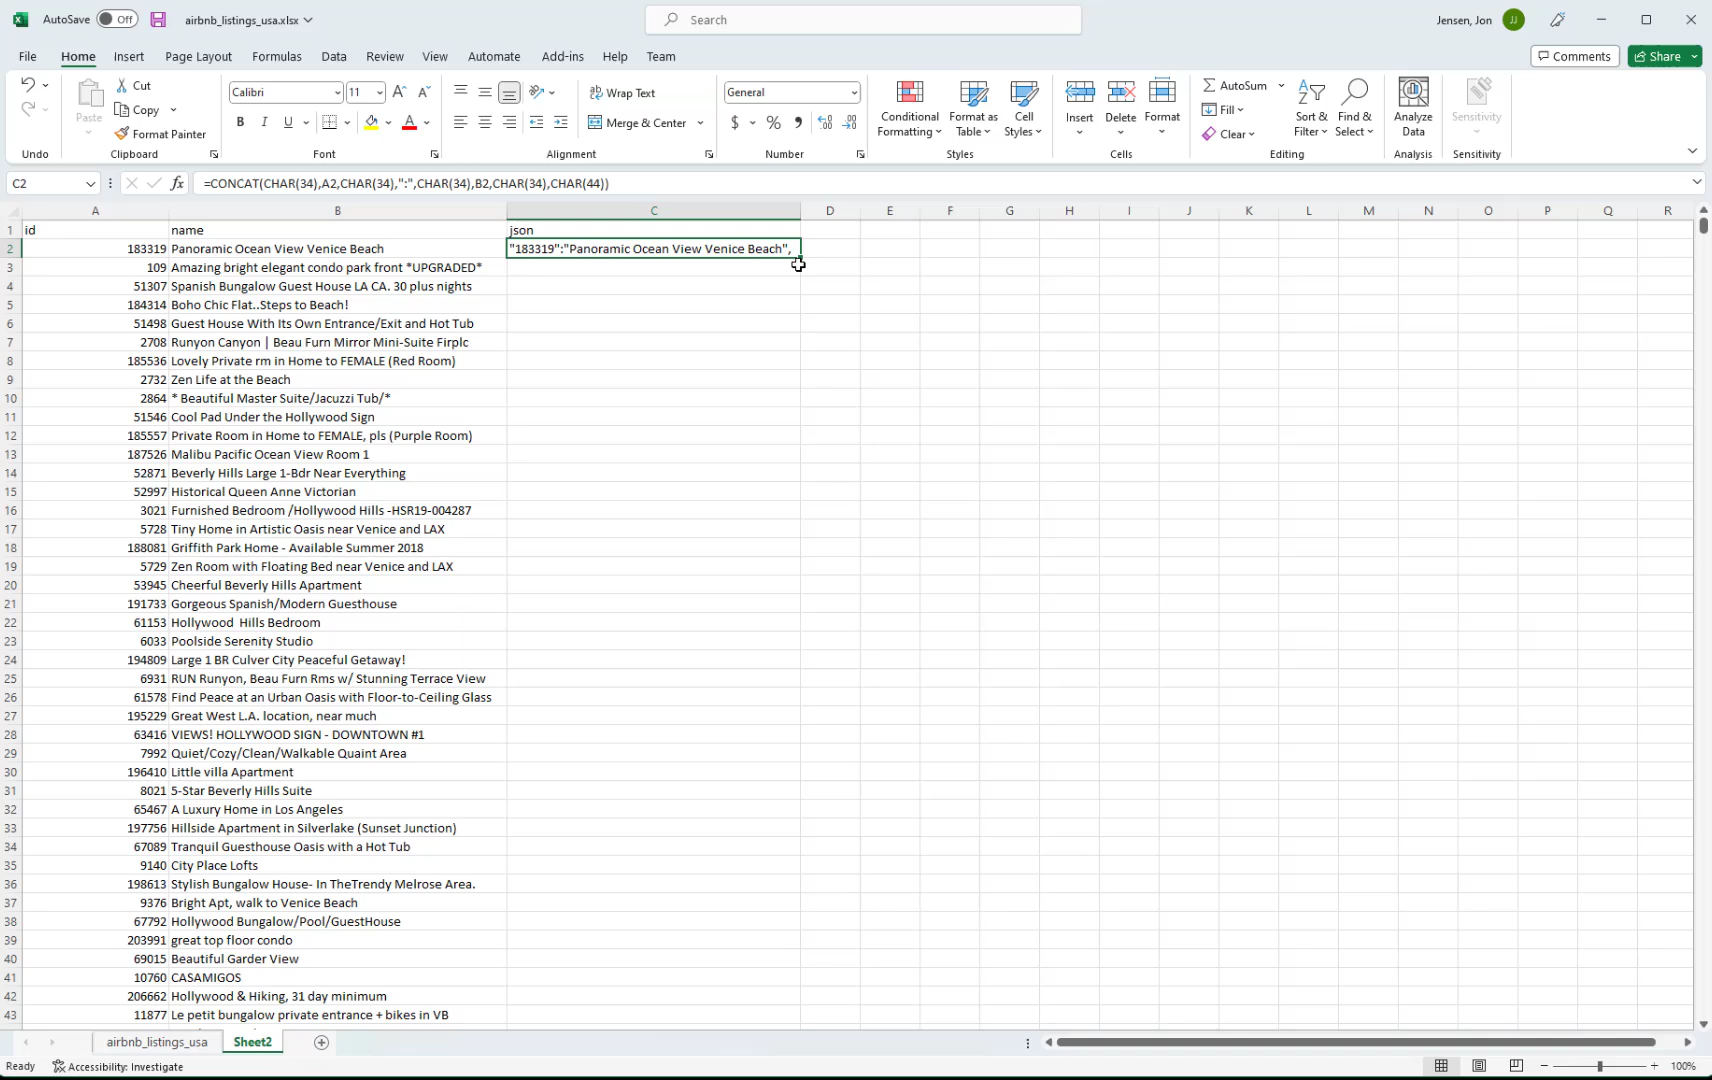 AutoSave Off airbnb_listings_usa.xlsx Search Jensen, Jon JJ
File Home Insert Page Layout Formulas Data Review View Automate Add-ins Help Team Comments Share
Undo
Paste
Cut
Copy
Format Painter
Clipboard
Calibri 11
B I U
Font
Wrap Text
Merge & Center
Alignment
General
$ % 9
Number
Conditional Formatting
Format as Table
Cell Styles
Styles
Insert Delete Format
Cells
AutoSum
Fill
Clear
Sort & Filter
Find & Select
Editing
Analyze Data
Analysis
Sensitivity
Sensitivity
C2 fx =CONCAT(CHAR(34),A2,CHAR(34),":",CHAR(34),B2,CHAR(34),CHAR(44))
A B C D E F G H I J K L M N O P Q R
1 id name json
2 183319 Panoramic Ocean View Venice Beach "183319":"Panoramic Ocean View Venice Beach",
3 109 Amazing bright elegant condo park front *UPGRADED*
4 51307 Spanish Bungalow Guest House LA CA. 30 plus nights
5 184314 Boho Chic Flat..Steps to Beach!
6 51498 Guest House With Its Own Entrance/Exit and Hot Tub
7 2708 Runyon Canyon | Beau Furn Mirror Mini-Suite Firplc
8 185536 Lovely Private rm in Home to FEMALE (Red Room)
9 2732 Zen Life at the Beach
10 2864 * Beautiful Master Suite/Jacuzzi Tub/*
11 51546 Cool Pad Under the Hollywood Sign
12 185557 Private Room in Home to FEMALE, pls (Purple Room)
13 187526 Malibu Pacific Ocean View Room 1
14 52871 Beverly Hills Large 1-Bdr Near Everything
15 52997 Historical Queen Anne Victorian
16 3021 Furnished Bedroom /Hollywood Hills -HSR19-004287
17 5728 Tiny Home in Artistic Oasis near Venice and LAX
18 188081 Griffith Park Home - Available Summer 2018
19 5729 Zen Room with Floating Bed near Venice and LAX
20 53945 Cheerful Beverly Hills Apartment
21 191733 Gorgeous Spanish/Modern Guesthouse
22 61153 Hollywood  Hills Bedroom
23 6033 Poolside Serenity Studio
24 194809 Large 1 BR Culver City Peaceful Getaway!
25 6931 RUN Runyon, Beau Furn Rms w/ Stunning Terrace View
26 61578 Find Peace at an Urban Oasis with Floor-to-Ceiling Glass
27 195229 Great West L.A. location, near much
28 63416 VIEWS! HOLLYWOOD SIGN - DOWNTOWN #1
29 7992 Quiet/Cozy/Clean/Walkable Quaint Area
30 196410 Little villa Apartment
31 8021 5-Star Beverly Hills Suite
32 65467 A Luxury Home in Los Angeles
33 197756 Hillside Apartment in Silverlake (Sunset Junction)
34 67089 Tranquil Guesthouse Oasis with a Hot Tub
35 9140 City Place Lofts
36 198613 Stylish Bungalow House- In TheTrendy Melrose Area.
37 9376 Bright Apt, walk to Venice Beach
38 67792 Hollywood Bungalow/Pool/GuestHouse
39 203991 great top floor condo
40 69015 Beautiful Garder View
41 10760 CASAMIGOS
42 206662 Hollywood & Hiking, 31 day minimum
43 11877 Le petit bungalow private entrance + bikes in VB
airbnb_listings_usa Sheet2
Ready Accessibility: Investigate 100%